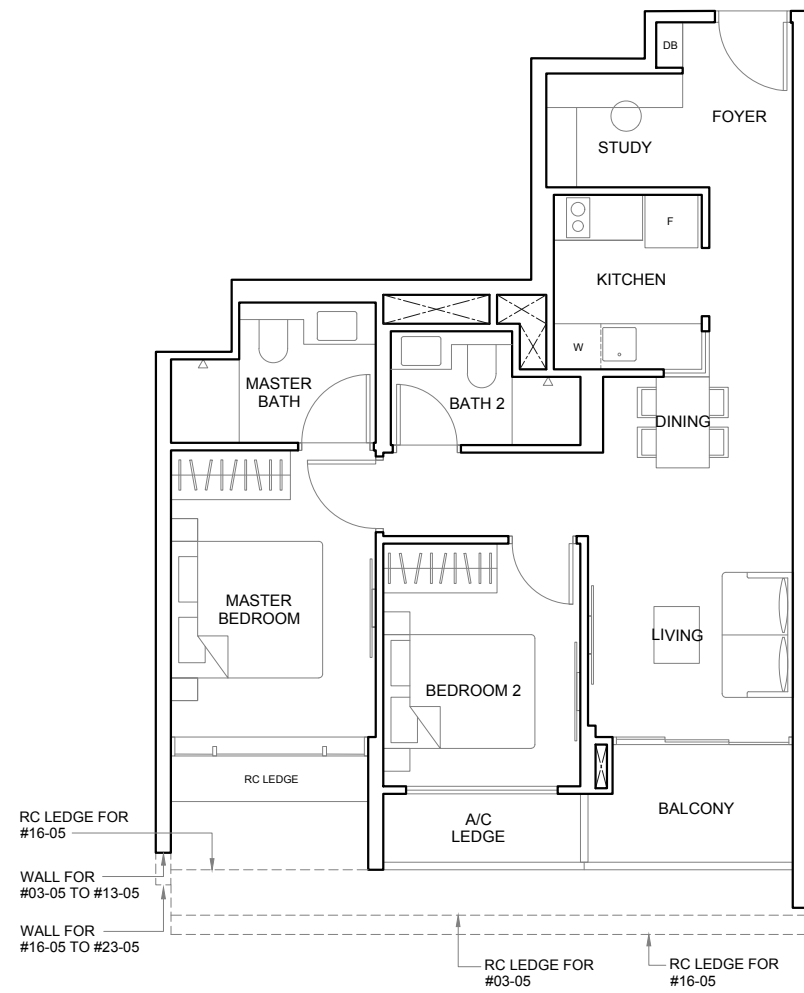 DB
FOYER
STUDY
F
KITCHEN
W
MASTER
BATH
BATH 2
DINING
MASTER
BEDROOM
LIVING
BEDROOM 2
RC LEDGE
A/C
LEDGE
BALCONY
RC LEDGE FOR
#16-05
WALL FOR
#03-05 TO #13-05
WALL FOR
#16-05 TO #23-05
RC LEDGE FOR
#03-05
RC LEDGE FOR
#16-05